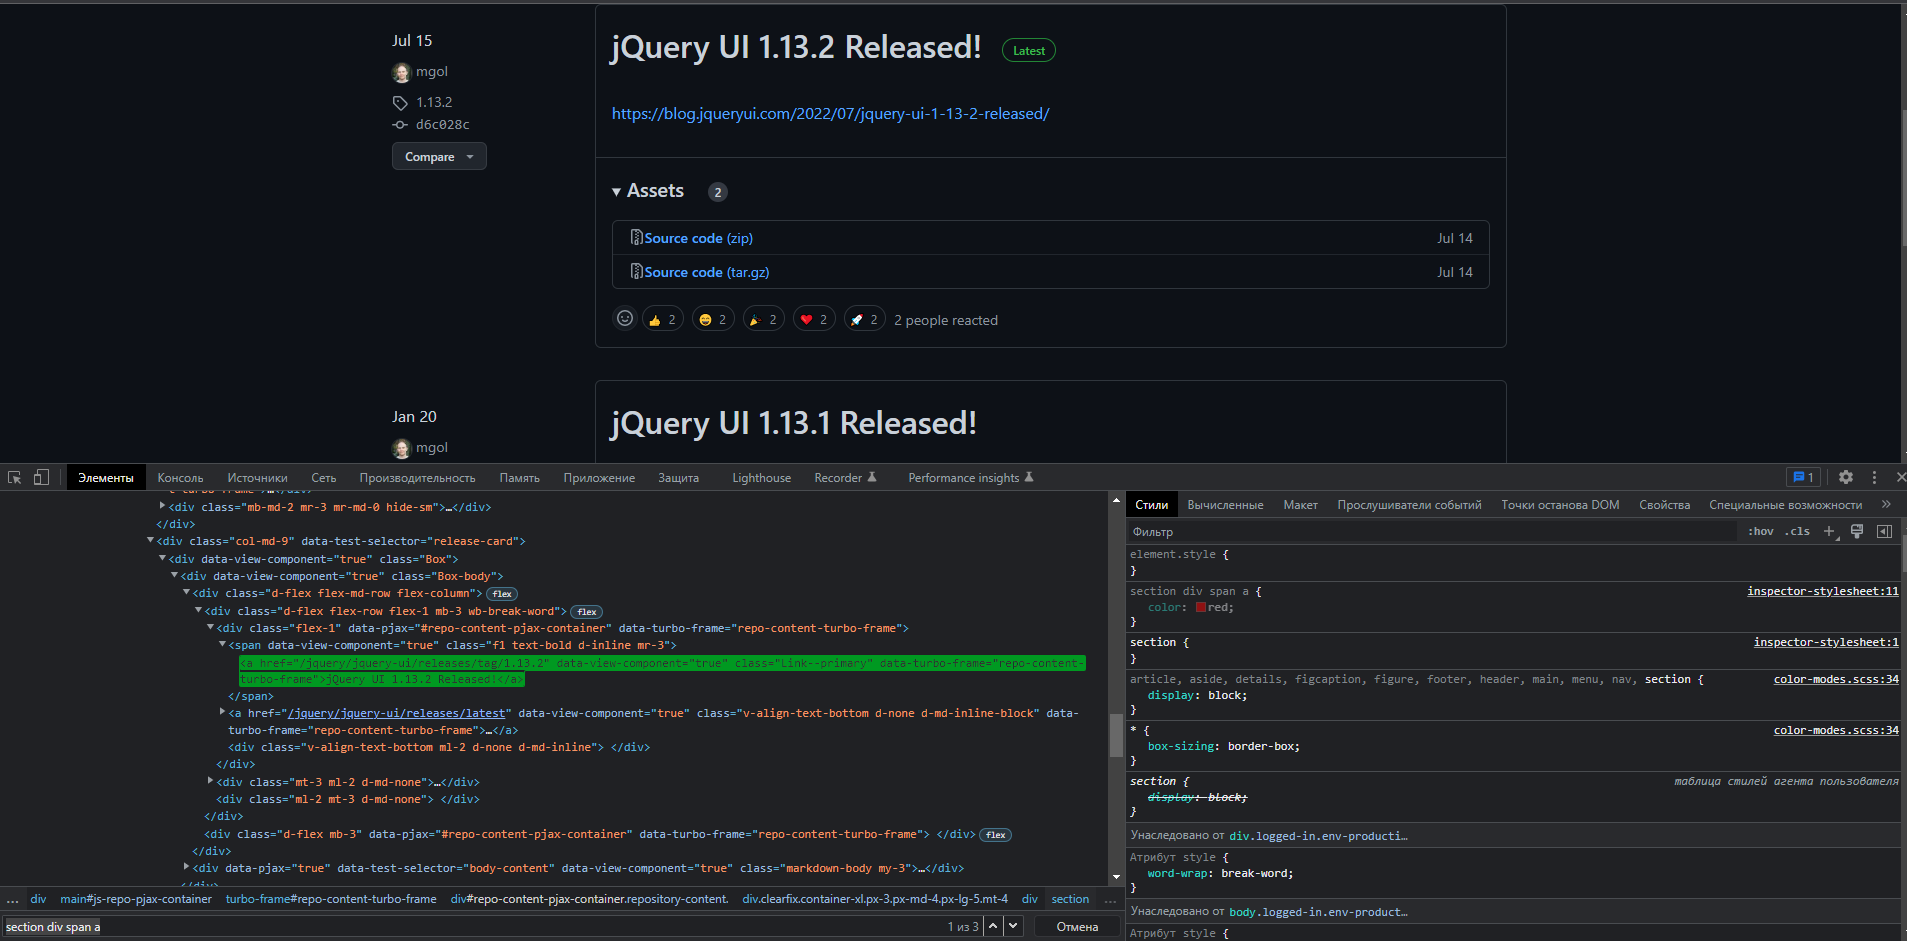 Jul 15
mgol
1.13.2
d6c028c
Compare
jQuery UI 1.13.2 Released!
Latest
https://blog.jqueryui.com/2022/07/jquery-ui-1-13-2-released/
Assets 2
Source code (zip) Jul 14
Source code (tar.gz) Jul 14
2 2 2 2 2 2 people reacted
Jan 20
mgol
jQuery UI 1.13.1 Released!
Элементы Консоль Источники Сеть Производительность Память Приложение Защита Lighthouse Recorder Performance insights 1
t-turbo-frame">…</div>
<div class="mb-md-2 mr-3 mr-md-0 hide-sm">…</div>
</div>
<div class="col-md-9" data-test-selector="release-card">
<div data-view-component="true" class="Box">
<div data-view-component="true" class="Box-body">
<div class="d-flex flex-md-row flex-column"> flex
<div class="d-flex flex-row flex-1 mb-3 wb-break-word"> flex
<div class="flex-1" data-pjax="#repo-content-pjax-container" data-turbo-frame="repo-content-turbo-frame">
<span data-view-component="true" class="f1 text-bold d-inline mr-3">
<a href="/jquery/jquery-ui/releases/tag/1.13.2" data-view-component="true" class="Link--primary" data-turbo-frame="repo-content-
turbo-frame">jQuery UI 1.13.2 Released!</a>
</span>
<a href="/jquery/jquery-ui/releases/latest" data-view-component="true" class="v-align-text-bottom d-none d-md-inline-block" data-
turbo-frame="repo-content-turbo-frame">…</a>
<div class="v-align-text-bottom ml-2 d-none d-md-inline"> </div>
</div>
<div class="mt-3 ml-2 d-md-none">…</div>
<div class="ml-2 mt-3 d-md-none"> </div>
</div>
<div class="d-flex mb-3" data-pjax="#repo-content-pjax-container" data-turbo-frame="repo-content-turbo-frame"> </div> flex
</div>
<div data-pjax="true" data-test-selector="body-content" data-view-component="true" class="markdown-body my-3">…</div>
</div>
... div main#js-repo-pjax-container turbo-frame#repo-content-turbo-frame div#repo-content-pjax-container.repository-content. div.clearfix.container-xl.px-3.px-md-4.px-lg-5.mt-4 div section ...
section div span a 1 из 3 Отмена
Стили Вычисленные Макет Прослушиватели событий Точки останова DOM Свойства Специальные возможности »
Фильтр :hov .cls +
element.style {
}
section div span a { inspector-stylesheet:11
color: red;
}
section { inspector-stylesheet:1
}
article, aside, details, figcaption, figure, footer, header, main, menu, nav, section { color-modes.scss:34
display: block;
}
* { color-modes.scss:34
box-sizing: border-box;
}
section { таблица стилей агента пользователя
display: block;
}
Унаследовано от div.logged-in.env-producti…
Атрибут style {
word-wrap: break-word;
}
Унаследовано от body.logged-in.env-product…
Атрибут style {